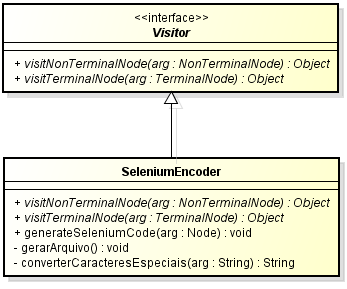 <<interface>>
Visitor
+ visitNonTerminalNode(arg : NonTerminalNode) : Object
+ visitTerminalNode(arg : TerminalNode) : Object
SeleniumEncoder
+ visitNonTerminalNode(arg : NonTerminalNode) : Object
+ visitTerminalNode(arg : TerminalNode) : Object
+ generateSeleniumCode(arg : Node) : void
- gerarArquivo() : void
- converterCaracteresEspeciais(arg : String) : String